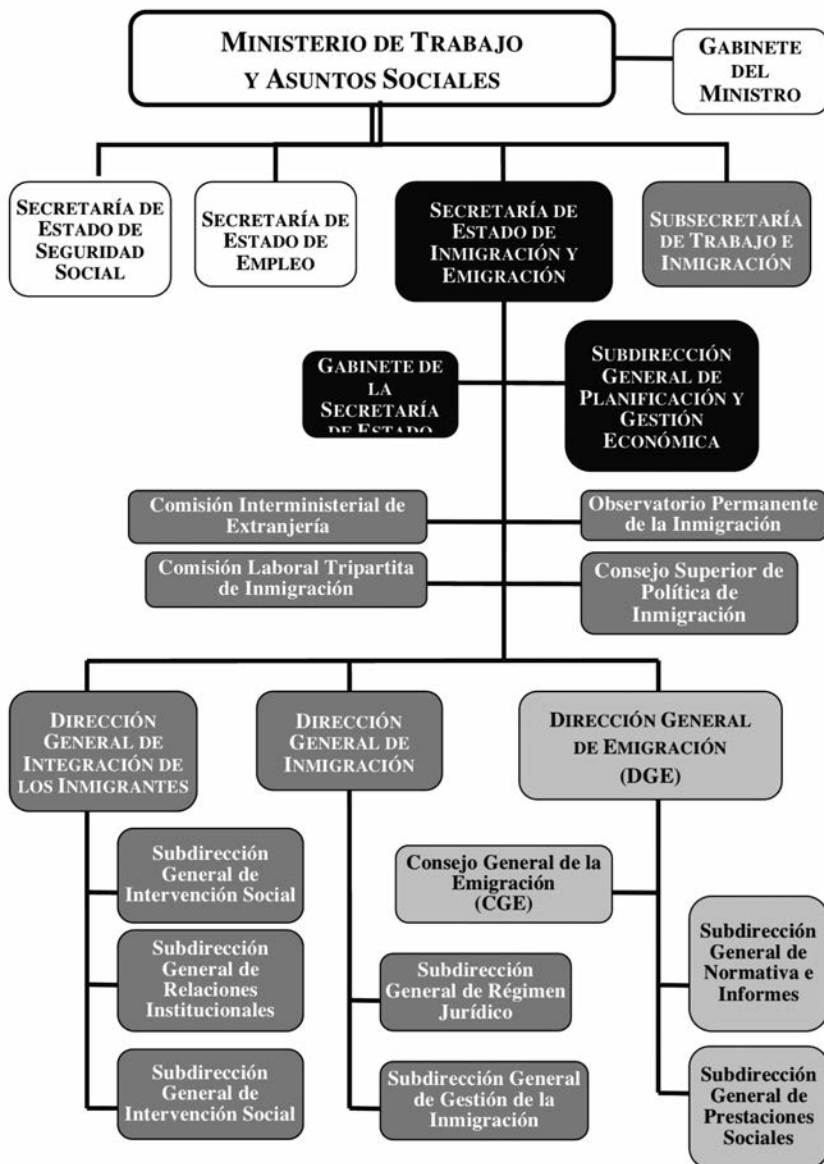 MINISTERIO DE TRABAJO
Y ASUNTOS SOCIALES
GABINETE
DEL
MINISTRO
SECRETARÍA DE
ESTADO DE
SEGURIDAD
SOCIAL
SECRETARÍA DE
ESTADO DE
EMPLEO
SECRETARÍA DE
ESTADO DE
INMIGRACIÓN Y
EMIGRACIÓN
SUBSECRETARÍA
DE TRABAJO E
INMIGRACIÓN
GABINETE DE
LA
SECRETARÍA
DE ESTADO
SUBDIRECCIÓN
GENERAL DE
PLANIFICACIÓN Y
GESTIÓN
ECONÓMICA
Comisión Interministerial de
Extranjería
Observatorio Permanente
de la Inmigración
Comisión Laboral Tripartita
de Inmigración
Consejo Superior de
Política de
Inmigración
DIRECCIÓN
GENERAL DE
INTEGRACIÓN DE
LOS INMIGRANTES
DIRECCIÓN
GENERAL DE
INMIGRACIÓN
DIRECCIÓN GENERAL
DE EMIGRACIÓN
(DGE)
Subdirección
General de
Intervención Social
Subdirección
General de
Relaciones
Institucionales
Subdirección
General de
Intervención Social
Subdirección
General de Régimen
Jurídico
Subdirección General
de Gestión de la
Inmigración
Consejo General de la
Emigración
(CGE)
Subdirección
General de
Normativa e
Informes
Subdirección
General de
Prestaciones
Sociales